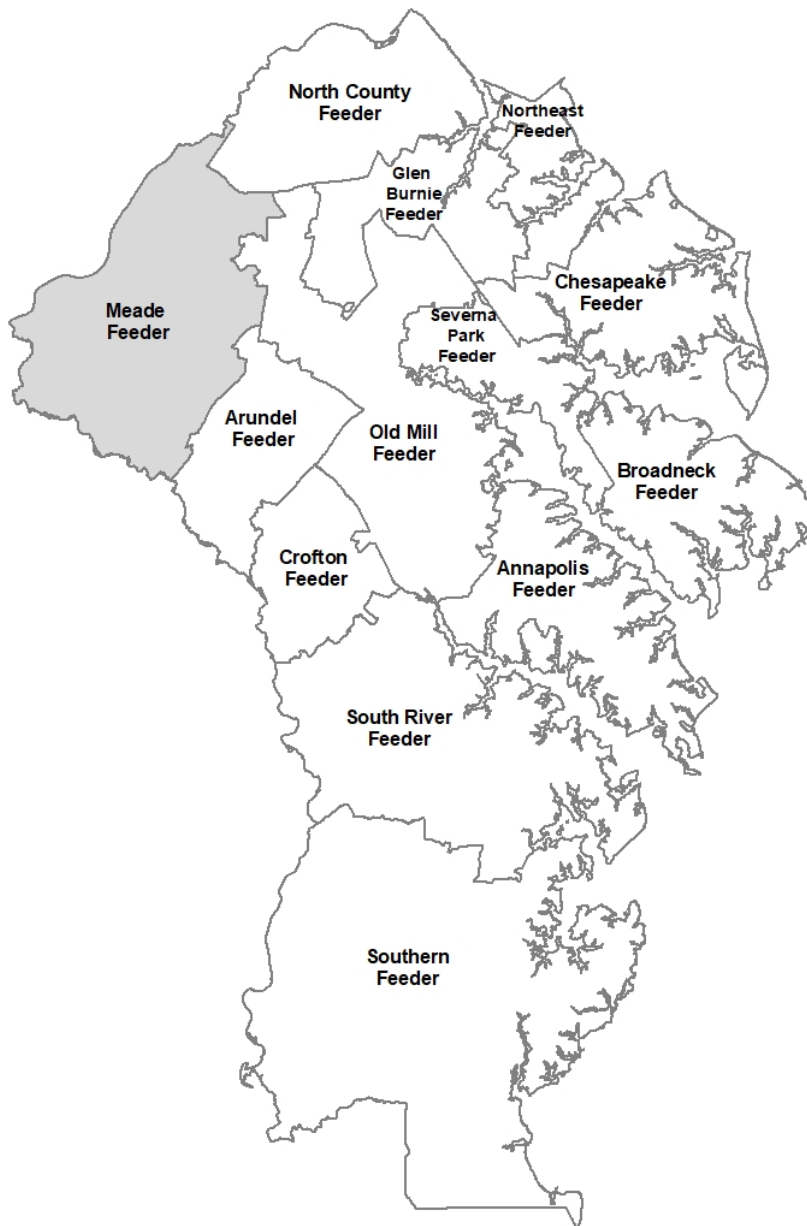 North County
Feeder
Northeast
Feeder
Glen
Burnie
Feeder
Meade
Feeder
Chesapeake
Feeder
Severna
Park
Feeder
Arundel
Feeder
Old Mill
Feeder
Broadneck
Feeder
Crofton
Feeder
Annapolis
Feeder
South River
Feeder
Southern
Feeder